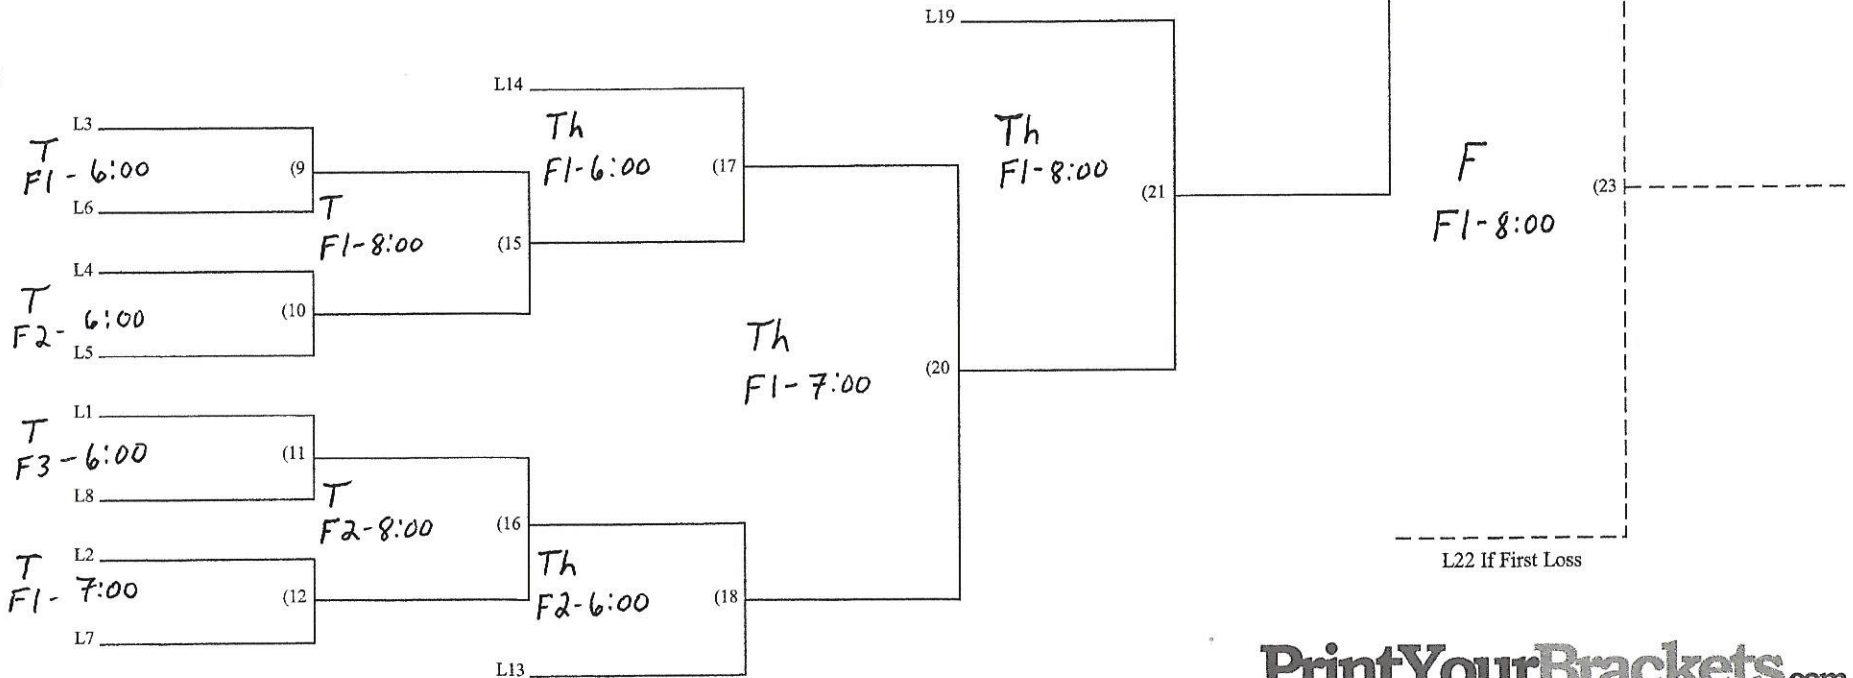 L19
L14
L3
T
F1 - 6:00
(9
L6
Th
F1-6:00
(17
Th
F1-8:00
(21
F
F1-8:00
(23
T
F1-8:00
(15
L4
T
F2- 6:00
(10
L5
Th
F1- 7:00
(20
L1
T
F3 - 6:00
(11
L8
T
F2-8:00
(16
L22 If First Loss
L2
T
F1- 7:00
(12
L7
Th
F2-6:00
(18
L13
PrintYourBrackets.com